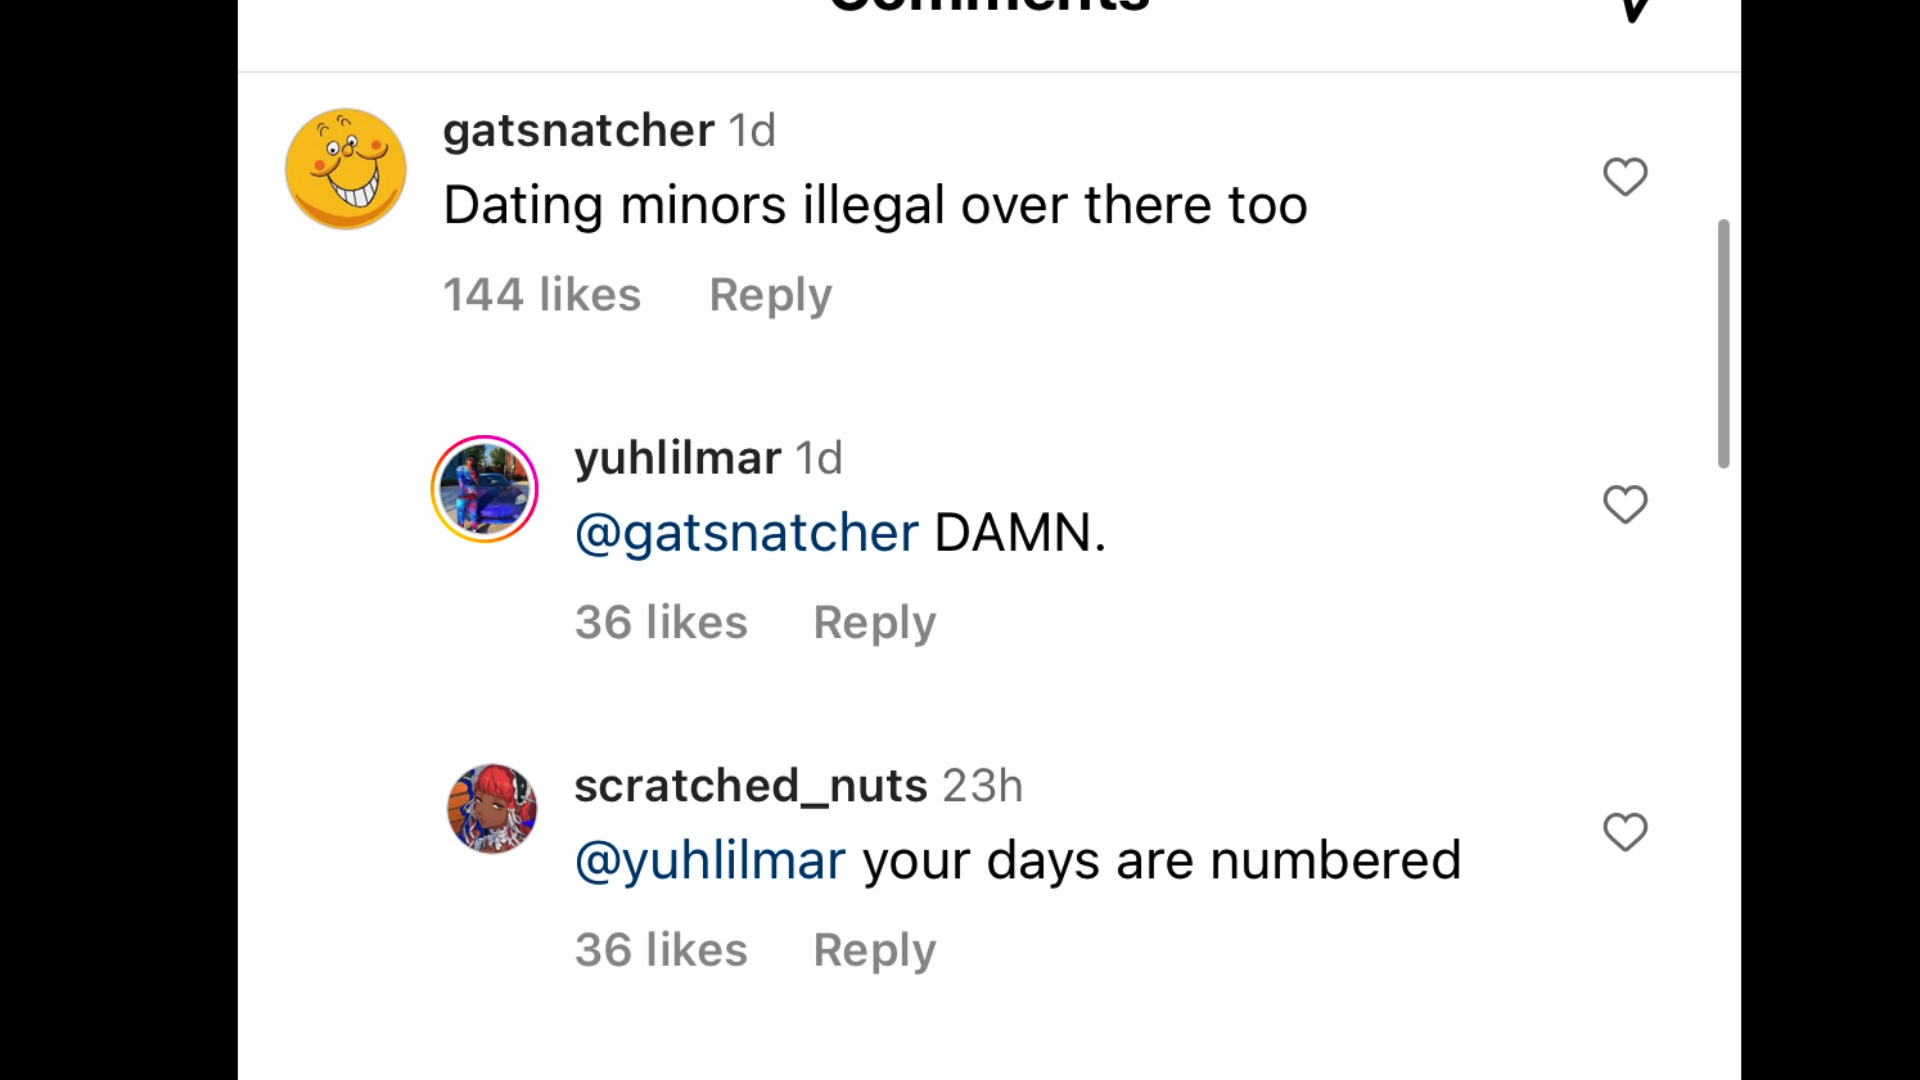 Comments
gatsnatcher 1d
Dating minors illegal over there too
144 likes Reply
yuhlilmar 1d
@gatsnatcher DAMN.
36 likes Reply
scratched_nuts 23h
@yuhlilmar your days are numbered
36 likes Reply